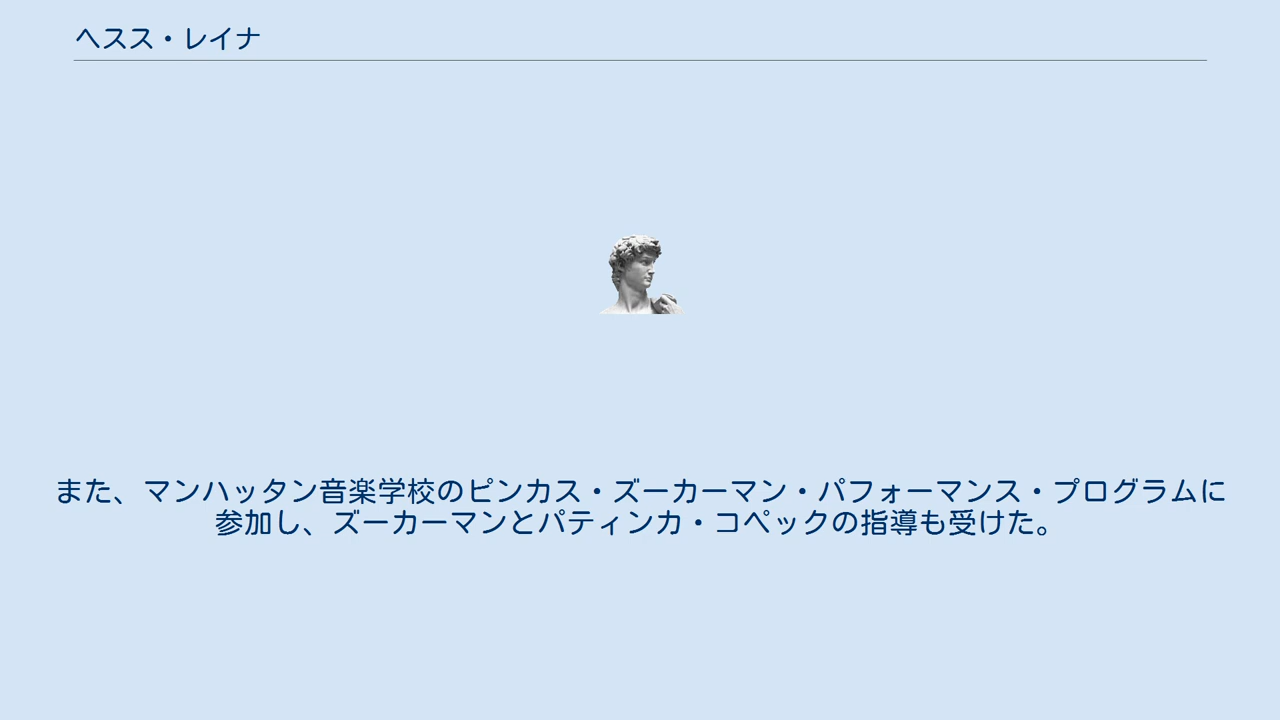 ヘスス・レイナ
また、マンハッタン音楽学校のピンカス・ズーカーマン・パフォーマンス・プログラムに
参加し、ズーカーマンとパティンカ・コペックの指導も受けた。